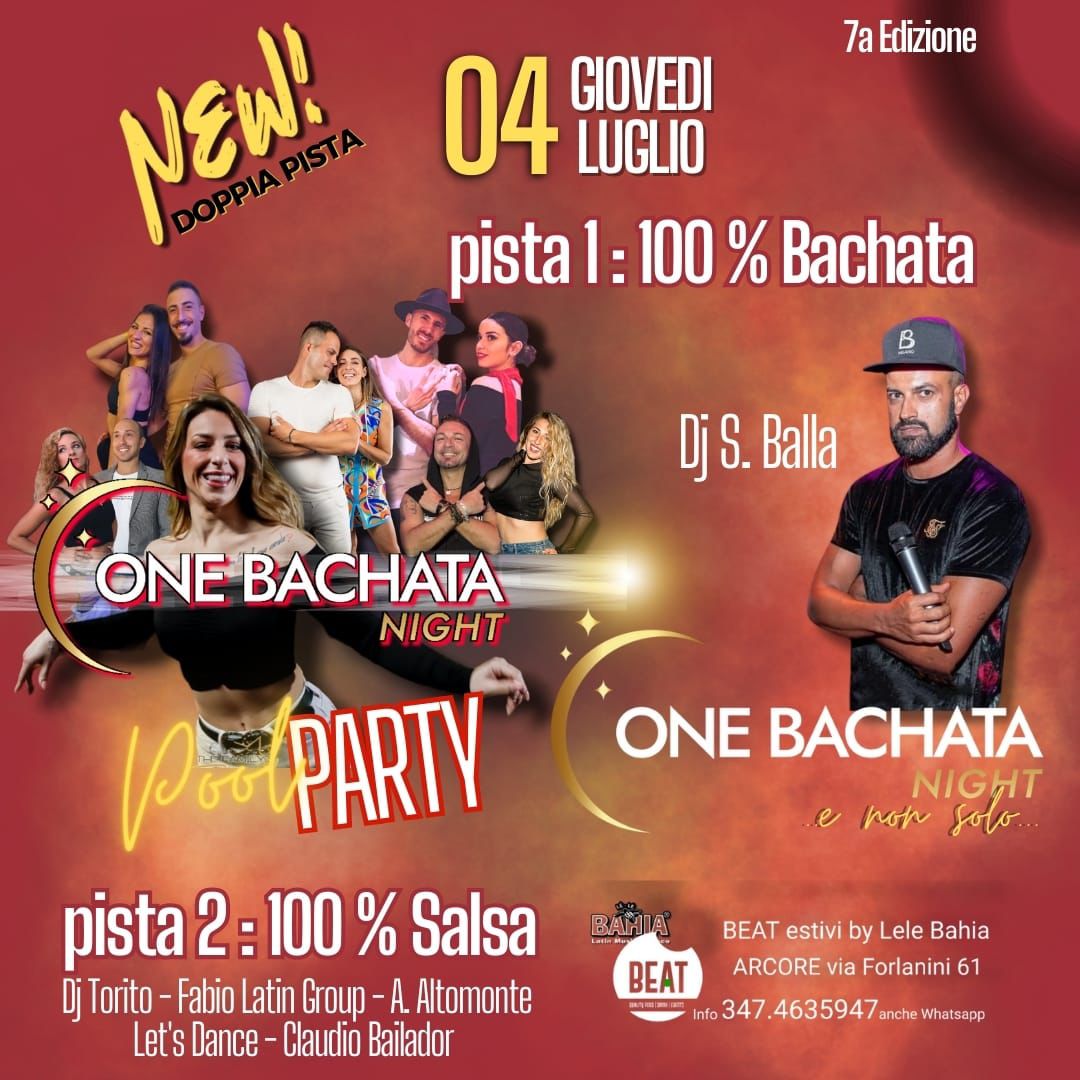 7a Edizione
NEW!
DOPPIA PISTA
04
GIOVEDI
LUGLIO
pista 1 : 100 % Bachata
B
MILANO
Dj S. Balla
ONE BACHATA
NIGHT
Pool PARTY
ONE BACHATA
NIGHT
...e non solo...
pista 2 : 100 % Salsa
Dj Torito - Fabio Latin Group - A. Altomonte
Let's Dance - Claudio Bailador
BAHIA
BEAT
BEAT estivi by Lele Bahia
ARCORE via Forlanini 61
Info 347.4635947 anche Whatsapp